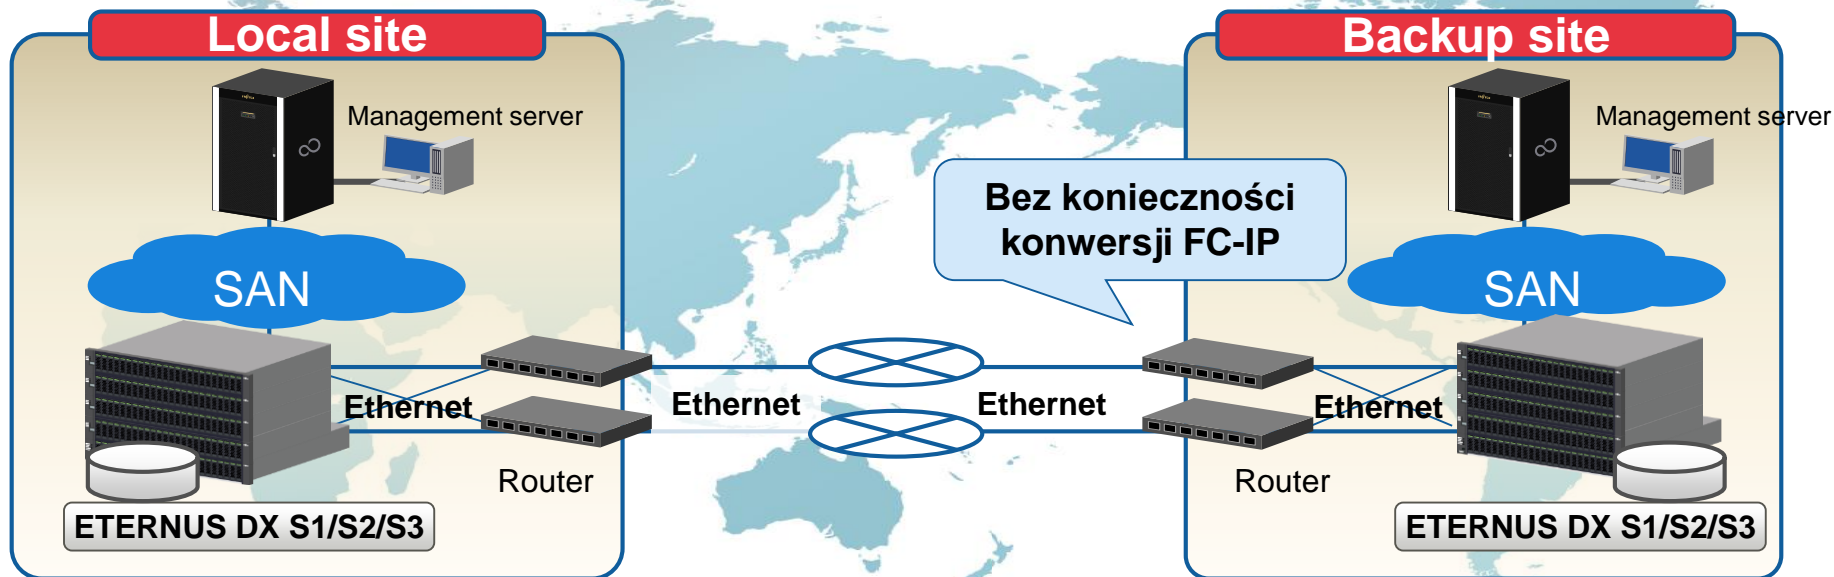 Local site
Backup site
Management server
Management server
Bez konieczności
konwersji FC-IP
SAN
SAN
Ethernet
Ethernet
Ethernet
Ethernet
Router
Router
ETERNUS DX S1/S2/S3
ETERNUS DX S1/S2/S3